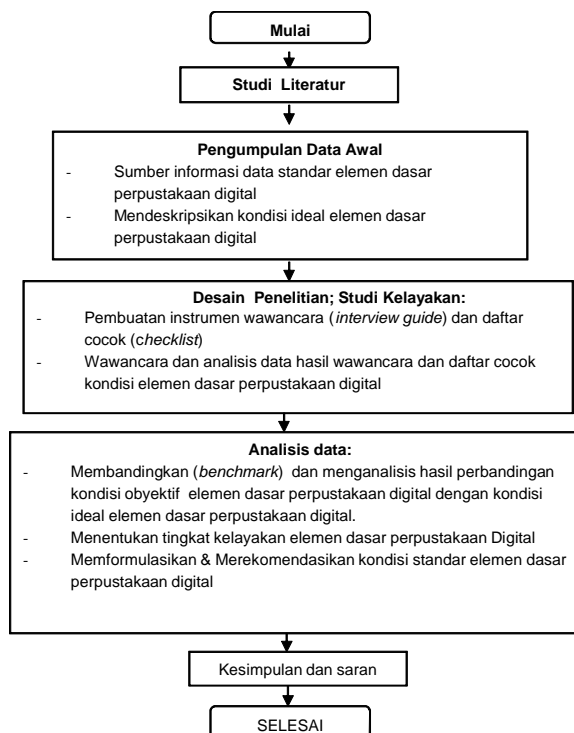 Mulai
Studi Literatur
Pengumpulan Data Awal
- Sumber informasi data standar elemen dasar
perpustakaan digital
- Mendeskripsikan kondisi ideal elemen dasar
perpustakaan digital
Desain Penelitian; Studi Kelayakan:
- Pembuatan instrumen wawancara (interview guide) dan daftar
cocok (checklist)
- Wawancara dan analisis data hasil wawancara dan daftar cocok
kondisi elemen dasar perpustakaan digital
Analisis data:
- Membandingkan (benchmark) dan menganalisis hasil perbandingan
kondisi obyektif elemen dasar perpustakaan digital dengan kondisi
ideal elemen dasar perpustakaan digital.
- Menentukan tingkat kelayakan elemen dasar perpustakaan Digital
- Memformulasikan & Merekomendasikan kondisi standar elemen dasar
perpustakaan digital
Kesimpulan dan saran
SELESAI